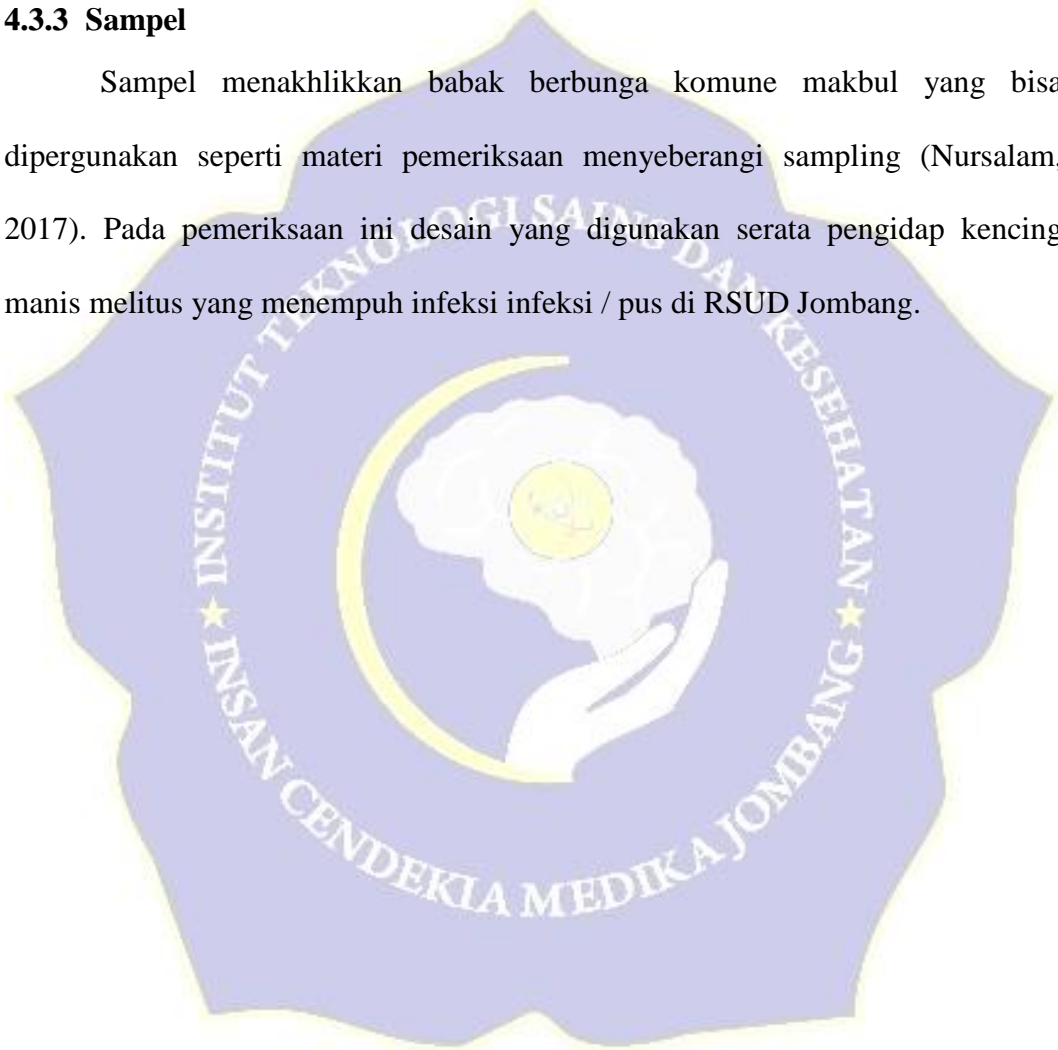 4.3.3 Sampel
Sampel menakhlikkan babak berbunga komune makbul yang bisa
dipergunakan seperti materi pemeriksaan menyeberangi sampling (Nursalam,
2017). Pada pemeriksaan ini desain yang digunakan serata pengidap kencing
manis melitus yang menempuh infeksi infeksi / pus di RSUD Jombang.
INSTITUT TEKNOLOGI SAINS DAN KESEHATAN
INSAN CENDEKIA MEDIKA JOMBANG